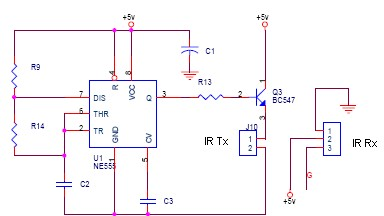 +5v +5v
R9
C1
4 8
R VCC
R13
Q3
BC547
1
7 DIS Q 3 2
6 THR
2 TR
3
R14
GND CV
J10
1
2
IR Tx
1
2
3
IR Rx
U1
NE555
1 5
C2
C3
+5v
G